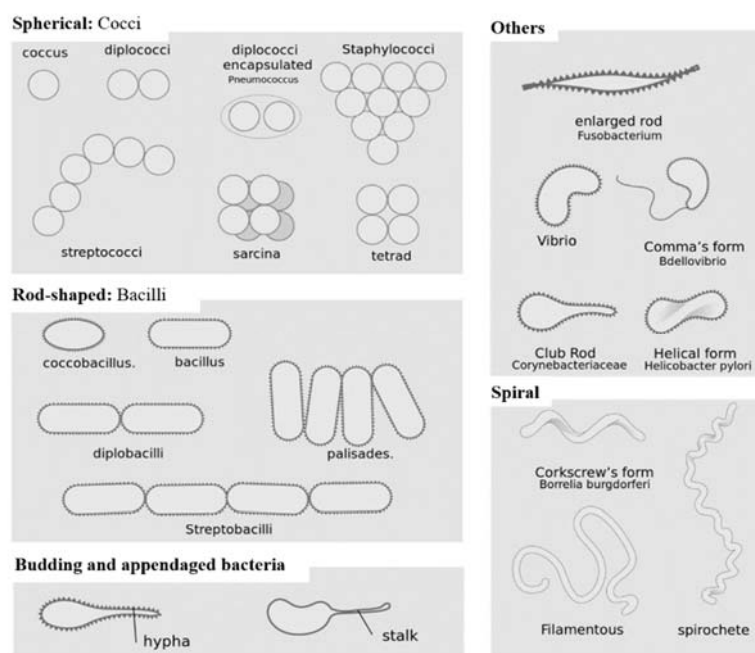 Spherical: Cocci
coccus
diplococci
diplococci
encapsulated
Pneumococcus
Staphylococci
streptococci
sarcina
tetrad
Rod-shaped: Bacilli
coccobacillus.
bacillus
diplobacilli
palisades.
Streptobacilli
Budding and appendaged bacteria
hypha
stalk
Others
enlarged rod
Fusobacterium
Vibrio
Comma's form
Bdellovibrio
Club Rod
Corynebacteriaceae
Helical form
Helicobacter pylori
Spiral
Corkscrew's form
Borrelia burgdorferi
Filamentous
spirochete